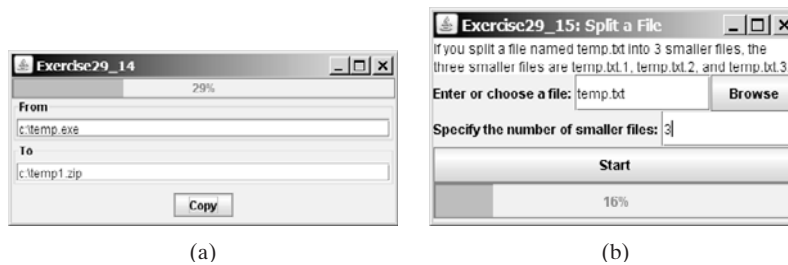 Exercise29_14
29%
From
c:\temp.exe
To
c:\temp1.zip
Copy
(a)
Exercise29_15: Split a File
If you split a file named temp.txt into 3 smaller files, the
three smaller files are temp.txt.1, temp.txt.2, and temp.txt.3
Enter or choose a file: temp.txt Browse
Specify the number of smaller files: 3
Start
16%
(b)